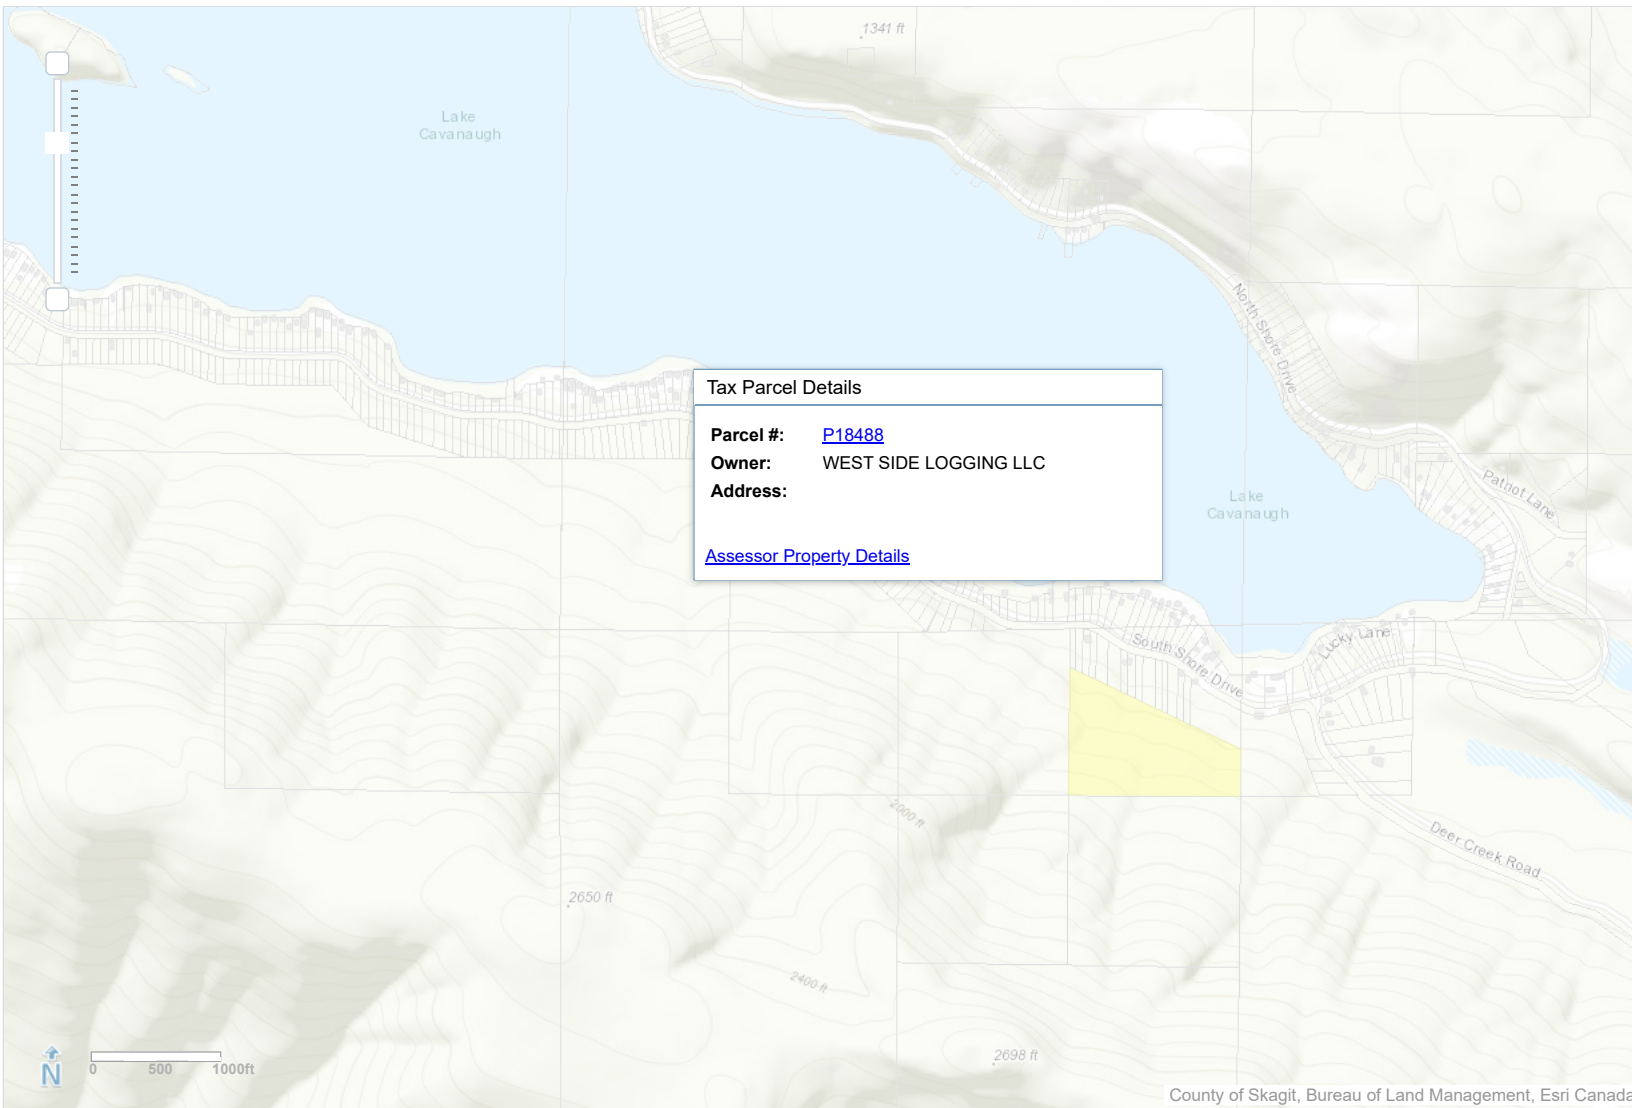 1341 ft
Lake
Cavanaugh
North Shore Drive
Tax Parcel Details
Parcel #: P18488
Owner: WEST SIDE LOGGING LLC
Address:
Assessor Property Details
Patriot Lane
Lake
Cavanaugh
South Shore Drive
Lucky Lane
2000 ft
Deer Creek Road
2650 ft
2400 ft
2698 ft
N
0 500 1000ft
County of Skagit, Bureau of Land Management, Esri Canada